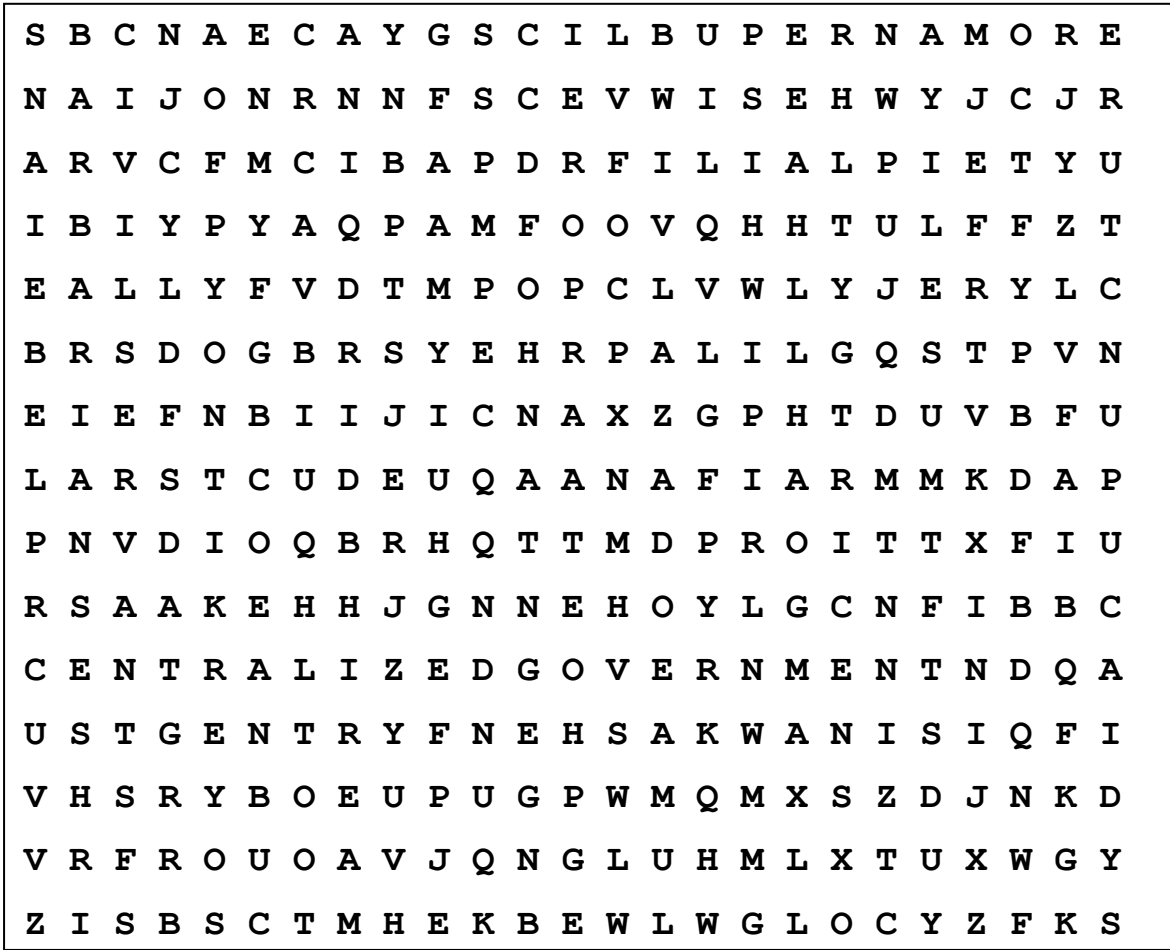 S B C N A E C A Y G S C I L B U P E R N A M O R E
N A I J O N R N N F S C E V W I S E H W Y J C J R
A R V C F M C I B A P D R F I L I A L P I E T Y U
I B I Y P Y A Q P A M F O O V Q H H T U L F F Z T
E A L L Y F V D T M P O P C L V W L Y J E R Y L C
B R S D O G B R S Y E H R P A L I L G Q S T P V N
E I E F N B I I J I C N A X Z G P H T D U V B F U
L A R S T C U D E U Q A A N A F I A R M M K D A P
P N V D I O Q B R H Q T T M D P R O I T T X F I U
R S A A K E H H J G N N E H O Y L G C N F I B B C
C E N T R A L I Z E D G O V E R N M E N T N D Q A
U S T G E N T R Y F N E H S A K W A N I S I Q F I
V H S R Y B O E U P U G P W M Q M X S Z D J N K D
V R F R O U O A V J Q N G L U H M L X T U X W G Y
Z I S B S C T M H E K B E W L W G L O C Y Z F K S